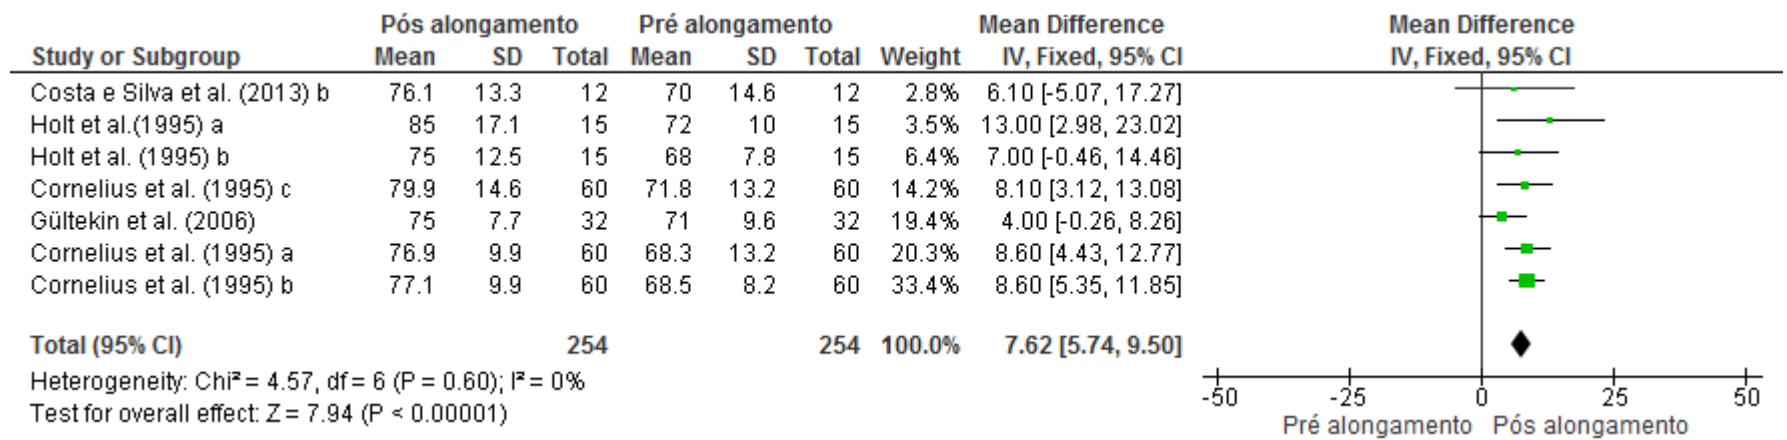 Pós alongamento Pré alongamento Mean Difference Mean Difference
Study or Subgroup Mean SD Total Mean SD Total Weight IV, Fixed, 95% CI IV, Fixed, 95% CI
Costa e Silva et al. (2013) b 76.1 13.3 12 70 14.6 12 2.8% 6.10 [-5.07, 17.27]
Holt et al.(1995) a 85 17.1 15 72 10 15 3.5% 13.00 [2.98, 23.02]
Holt et al. (1995) b 75 12.5 15 68 7.8 15 6.4% 7.00 [-0.46, 14.46]
Cornelius et al. (1995) c 79.9 14.6 60 71.8 13.2 60 14.2% 8.10 [3.12, 13.08]
Gültekin et al. (2006) 75 7.7 32 71 9.6 32 19.4% 4.00 [-0.26, 8.26]
Cornelius et al. (1995) a 76.9 9.9 60 68.3 13.2 60 20.3% 8.60 [4.43, 12.77]
Cornelius et al. (1995) b 77.1 9.9 60 68.5 8.2 60 33.4% 8.60 [5.35, 11.85]
Total (95% CI) 254 254 100.0% 7.62 [5.74, 9.50]
Heterogeneity: Chi² = 4.57, df = 6 (P = 0.60); I² = 0%
Test for overall effect: Z = 7.94 (P < 0.00001)
-50 -25 0 25 50
Pré alongamento Pós alongamento